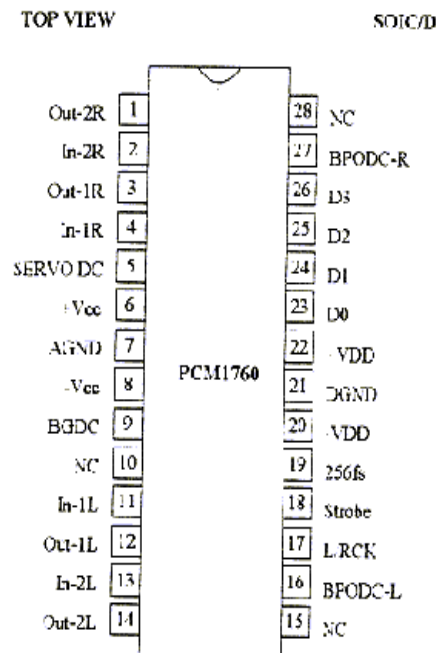 TOP VIEW SOIC/D
Out-2R 1 28 NC
In-2R 2 27 BPODC-R
Out-1R 3 26 D3
In-1R 4 25 D2
SERVO DC 5 24 D1
+Vcc 6 23 D0
AGND 7 22 -VDD
PCM1760
-Vcc 8 21 DGND
BGDC 9 20 -VDD
NC 10 19 256fs
In-1L 11 18 Strobe
Out-1L 12 17 L/RCK
In-2L 13 16 BPODC-L
Out-2L 14 15 NC